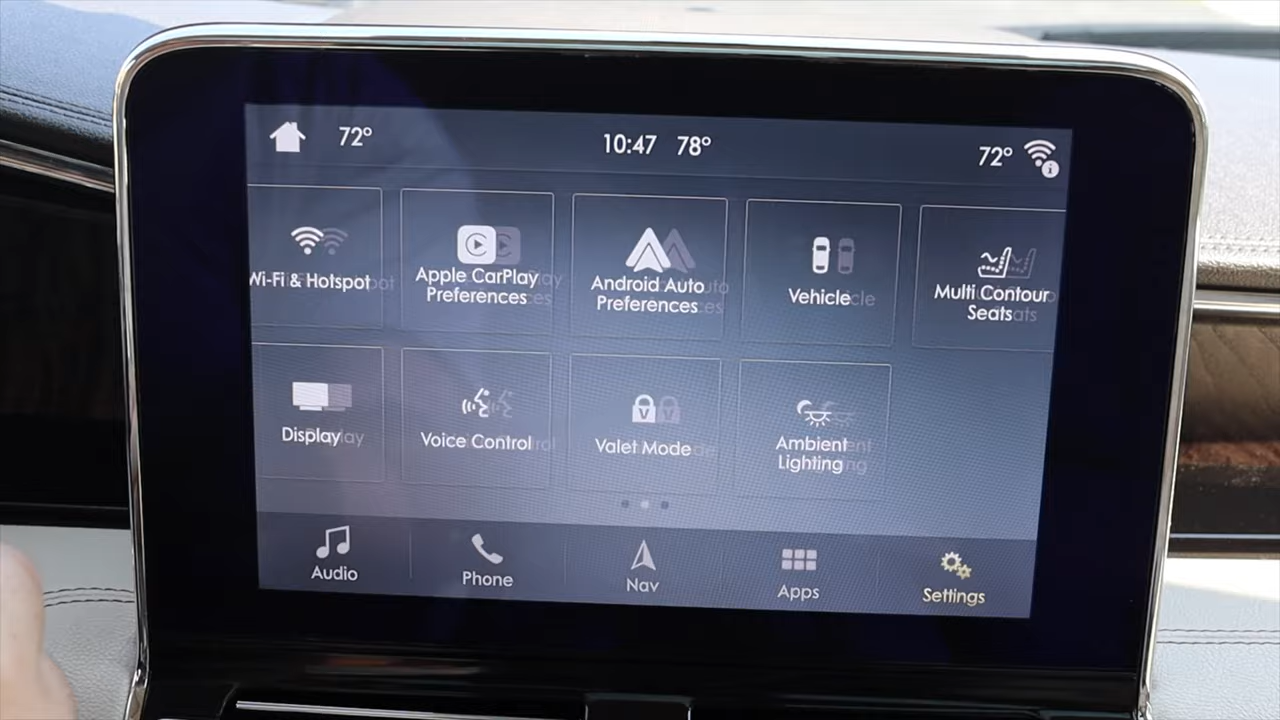 72°
10:47 78°
72°
Wi-Fi & Hotspot
Apple CarPlay
Preferences
Android Auto
Preferences
Vehicle
Multi Contour
Seats
Display
Voice Control
Valet Mode
Ambient
Lighting
Audio
Phone
Nav
Apps
Settings